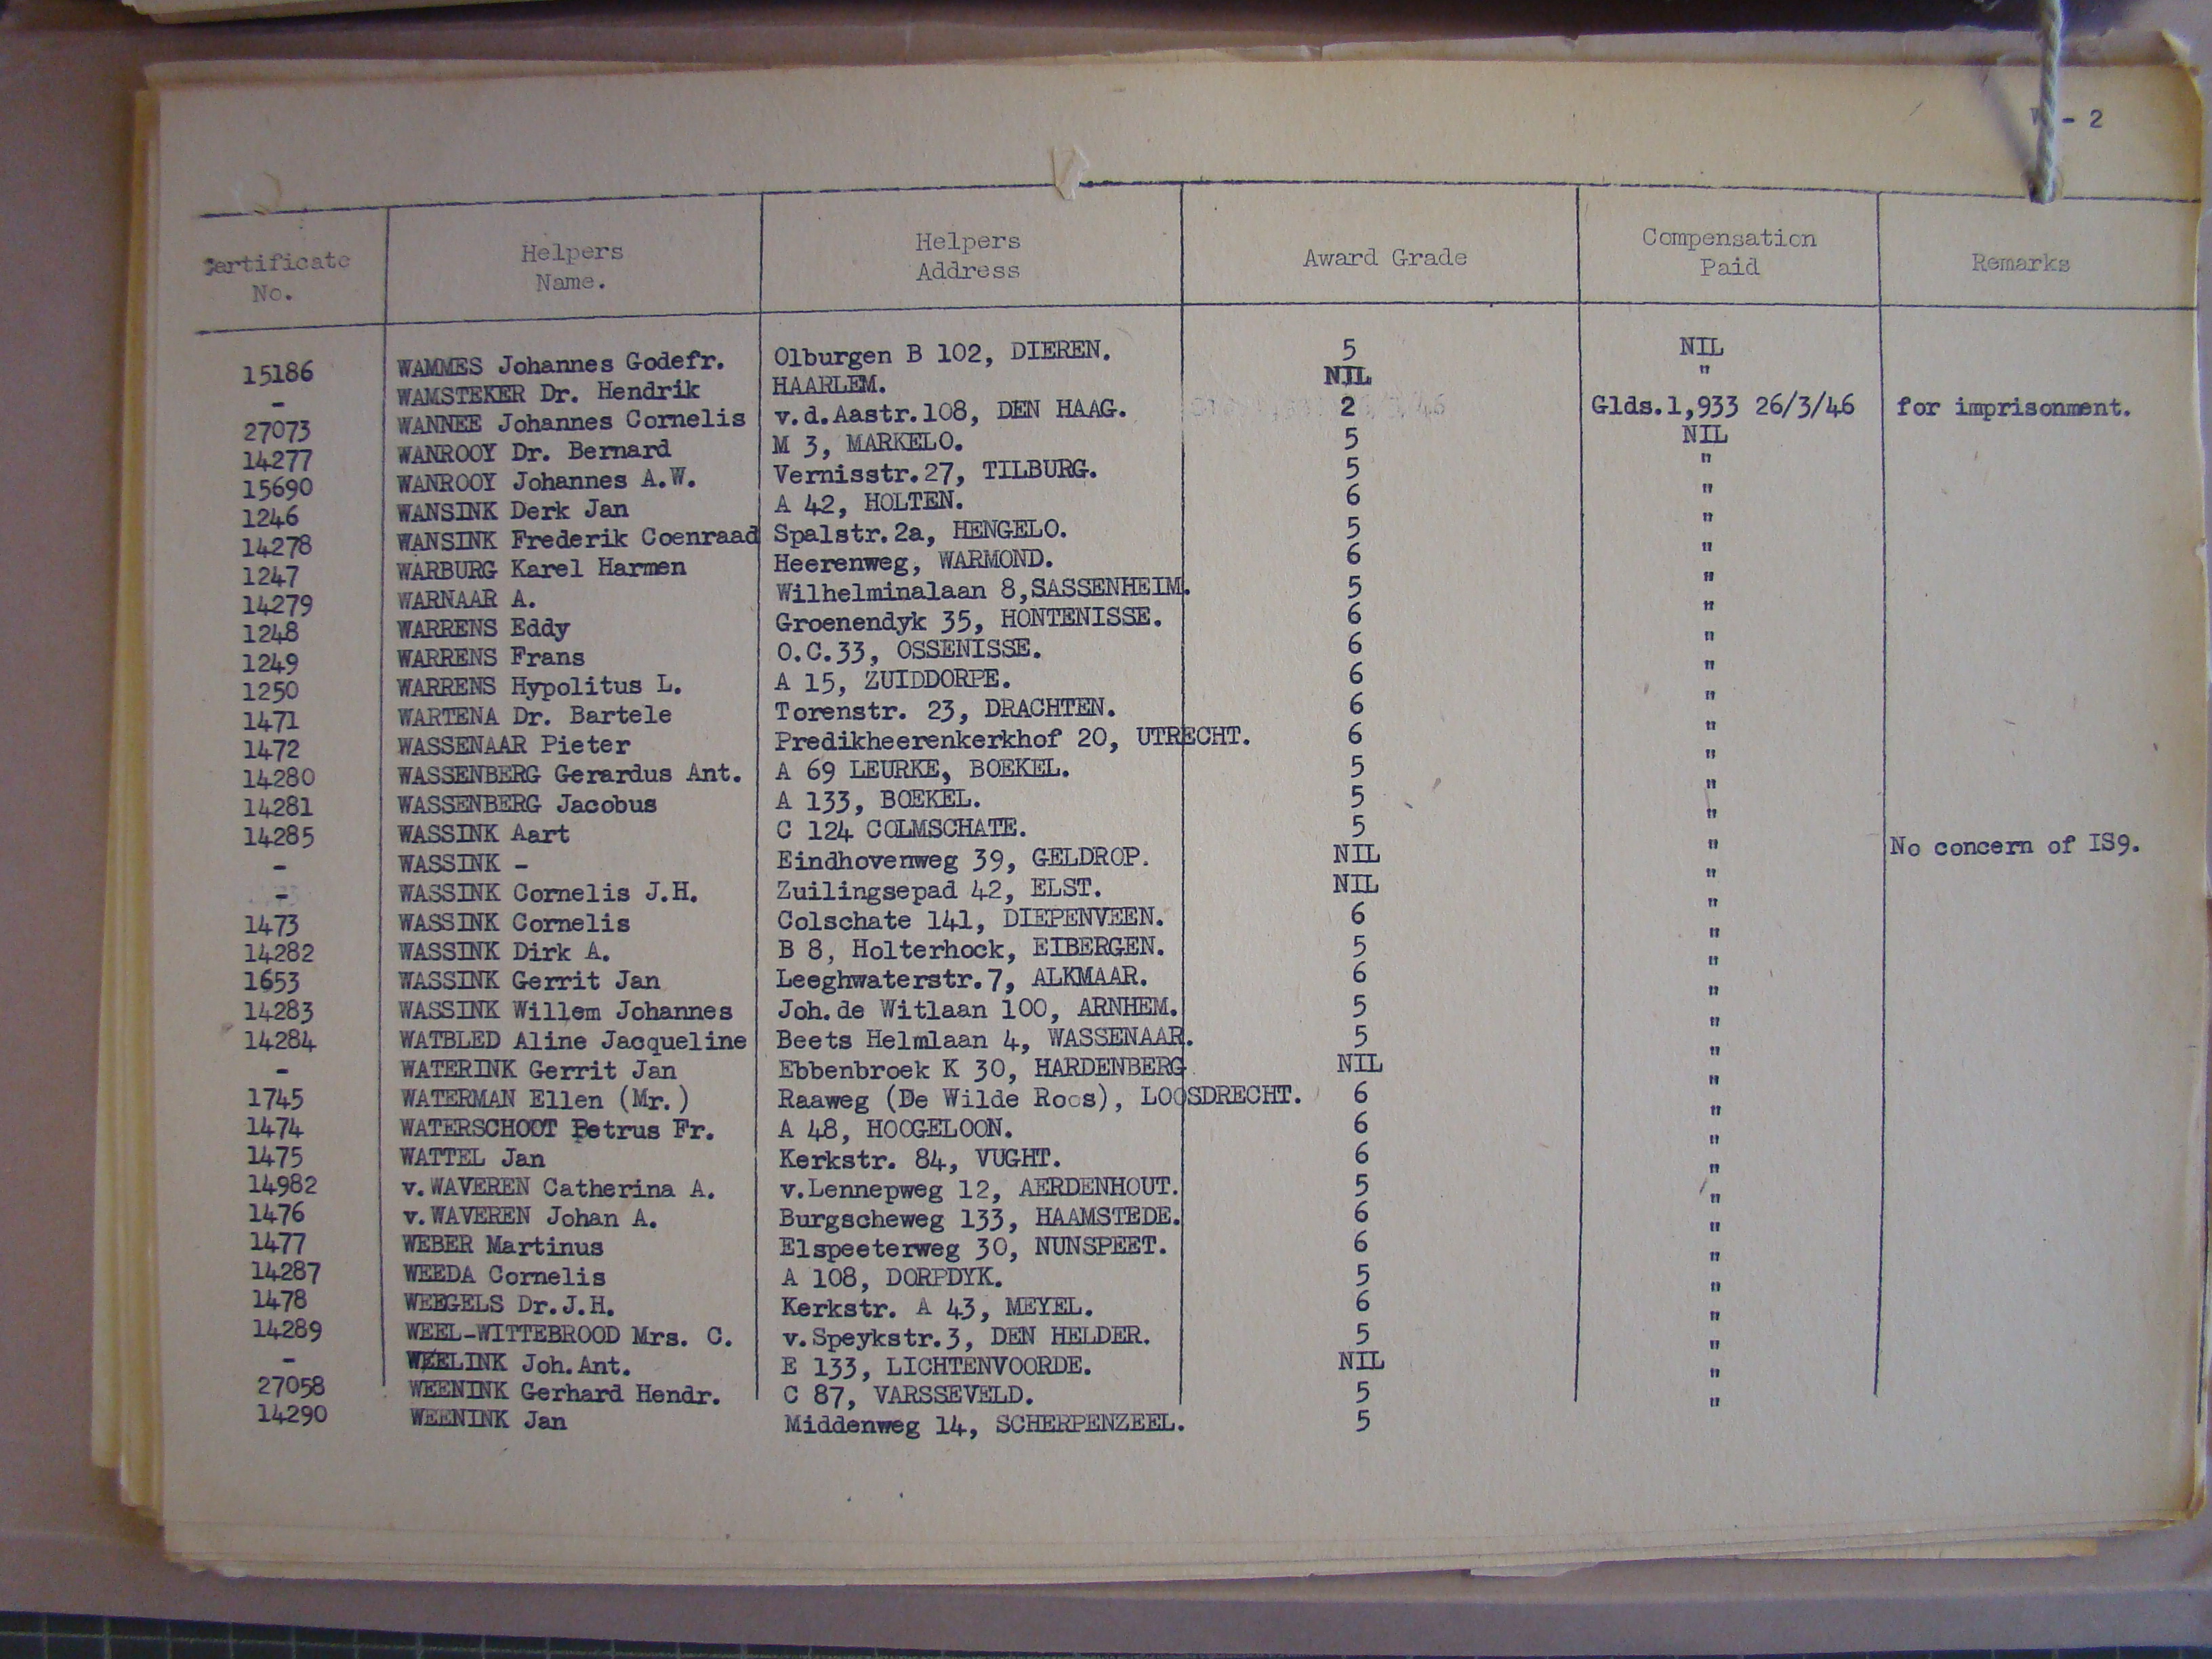 - 2
Certificate No. | Helpers Name. | Helpers Address | Award Grade | Compensation Paid | Remarks
15186 | WAMMES Johannes Godefr. | Olburgen B 102, DIEREN. | 5 | NIL
- | WAMSTEKER Dr. Hendrik | HAARLEM. | NIL | "
27073 | WANNEE Johannes Cornelis | v.d.Aastr.108, DEN HAAG. | 2 | Glds.1,933 26/3/46 | for imprisonment.
14277 | WANROOY Dr. Bernard | M 3, MARKELO. | 5 | NIL
15690 | WANROOY Johannes A.W. | Vernisstr.27, TILBURG. | 5 | "
1246 | WANSINK Derk Jan | A 42, HOLTEN. | 6 | "
14278 | WANSINK Frederik Coenraad | Spalstr.2a, HENGELO. | 5 | "
1247 | WARBURG Karel Harmen | Heerenweg, WARMOND. | 6 | "
14279 | WARNAAR A. | Wilhelminalaan 8,SASSENHEIM. | 5 | "
1248 | WARRENS Eddy | Groenendyk 35, HONTENISSE. | 6 | "
1249 | WARRENS Frans | O.C.33, OSSENISSE. | 6 | "
1250 | WARRENS Hypolitus L. | A 15, ZUIDDORPE. | 6 | "
1471 | WARTENA Dr. Bartele | Torenstr. 23, DRACHTEN. | 6 | "
1472 | WASSENAAR Pieter | Predikheerenkerkhof 20, UTRECHT. | 6 | "
14280 | WASSENBERG Gerardus Ant. | A 69 LEURKE, BOEKEL. | 5 | "
14281 | WASSENBERG Jacobus | A 133, BOEKEL. | 5 | "
14285 | WASSINK Aart | C 124 COLMSCHATE. | 5 | "
- | WASSINK - | Eindhovenweg 39, GELDROP. | NIL | " | No concern of IS9.
- | WASSINK Cornelis J.H. | Zuilingsepad 42, ELST. | NIL | "
1473 | WASSINK Cornelis | Colschate 141, DIEPENVEEN. | 6 | "
14282 | WASSINK Dirk A. | B 8, Holterhock, EIBERGEN. | 5 | "
1653 | WASSINK Gerrit Jan | Leeghwaterstr.7, ALKMAAR. | 6 | "
14283 | WASSINK Willem Johannes | Joh.de Witlaan 100, ARNHEM. | 5 | "
14284 | WATBLED Aline Jacqueline | Beets Helmlaan 4, WASSENAAR. | 5 | "
- | WATERINK Gerrit Jan | Ebbenbroek K 30, HARDENBERG | NIL | "
1745 | WATERMAN Ellen (Mr.) | Raaweg (De Wilde Roos), LOOSDRECHT. | 6 | "
1474 | WATERSCHOOT Petrus Fr. | A 48, HOOGELOON. | 6 | "
1475 | WATTEL Jan | Kerkstr. 84, VUGHT. | 6 | "
14982 | v.WAVEREN Catherina A. | v.Lennepweg 12, AERDENHOUT. | 5 | "
1476 | v.WAVEREN Johan A. | Burgscheweg 133, HAAMSTEDE. | 6 | "
1477 | WEBER Martinus | Elspeeterweg 30, NUNSPEET. | 6 | "
14287 | WEEDA Cornelis | A 108, DORPDYK. | 5 | "
1478 | WEEGELS Dr.J.H. | Kerkstr. A 43, MEYEL. | 6 | "
14289 | WEEL-WITTEBROOD Mrs. C. | v.Speykstr.3, DEN HELDER. | 5 | "
- | WEELINK Joh.Ant. | E 133, LICHTENVOORDE. | NIL | "
27058 | WEENINK Gerhard Hendr. | C 87, VARSSEVELD. | 5 | "
14290 | WEENINK Jan | Middenweg 14, SCHERPENZEEL. | 5 | "